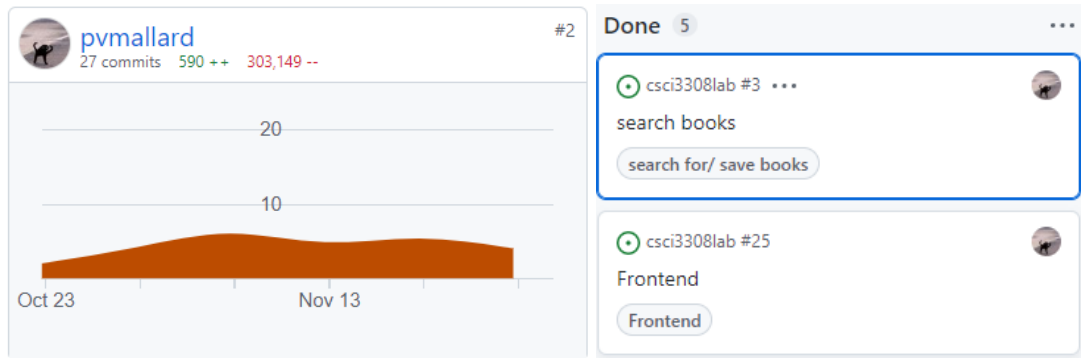 pvmallard
#2
27 commits 590 ++ 303,149 --
20
10
Oct 23 Nov 13
Done 5
csci3308lab #3
search books
search for/ save books
csci3308lab #25
Frontend
Frontend